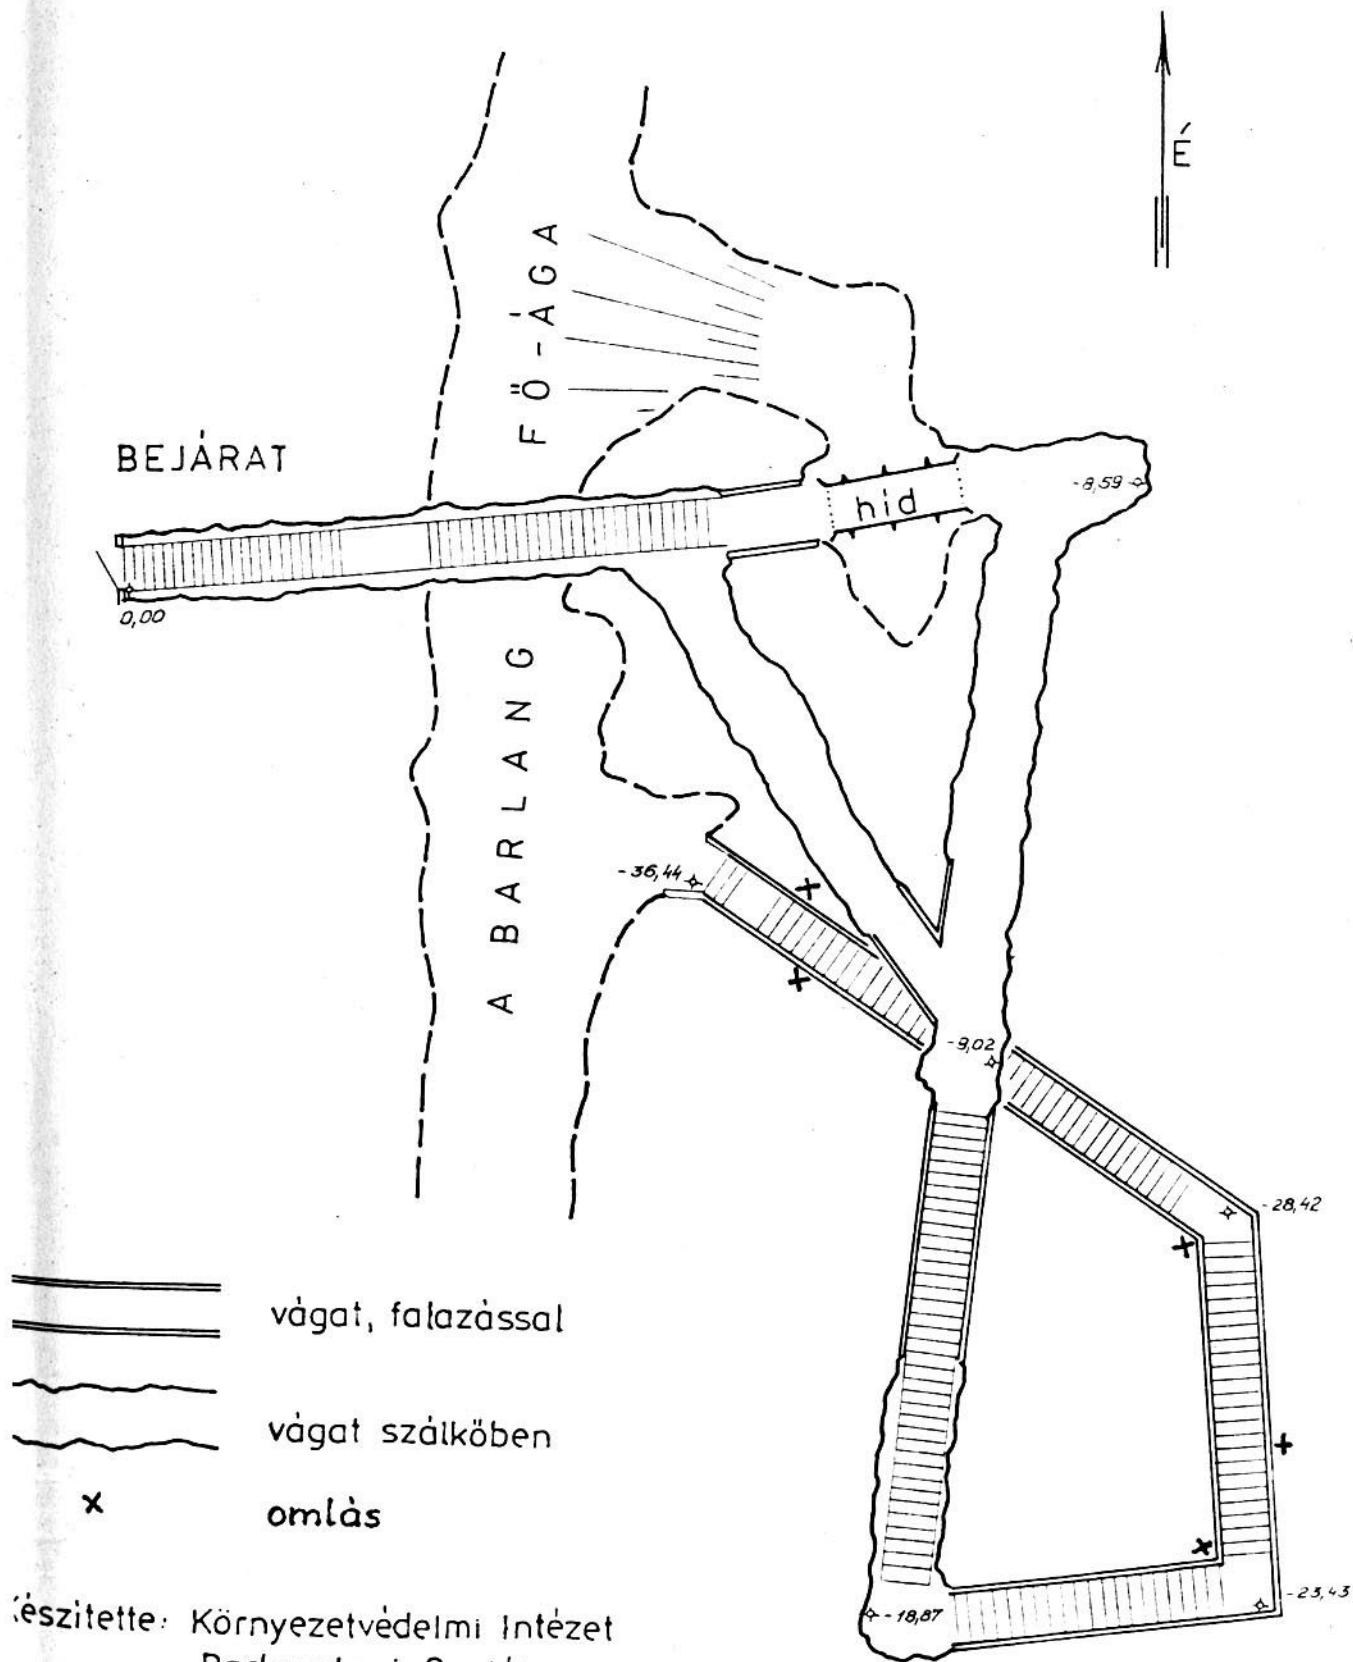 É
A BARLANG FŐ-ÁGA
BEJÁRAT
0,00
híd
-8,59
-36,44
-9,02
-28,42
-23,43
-18,87
vágat, falazással
vágat szálkőben
x omlás
Készitette: Környezetvédelmi Intézet